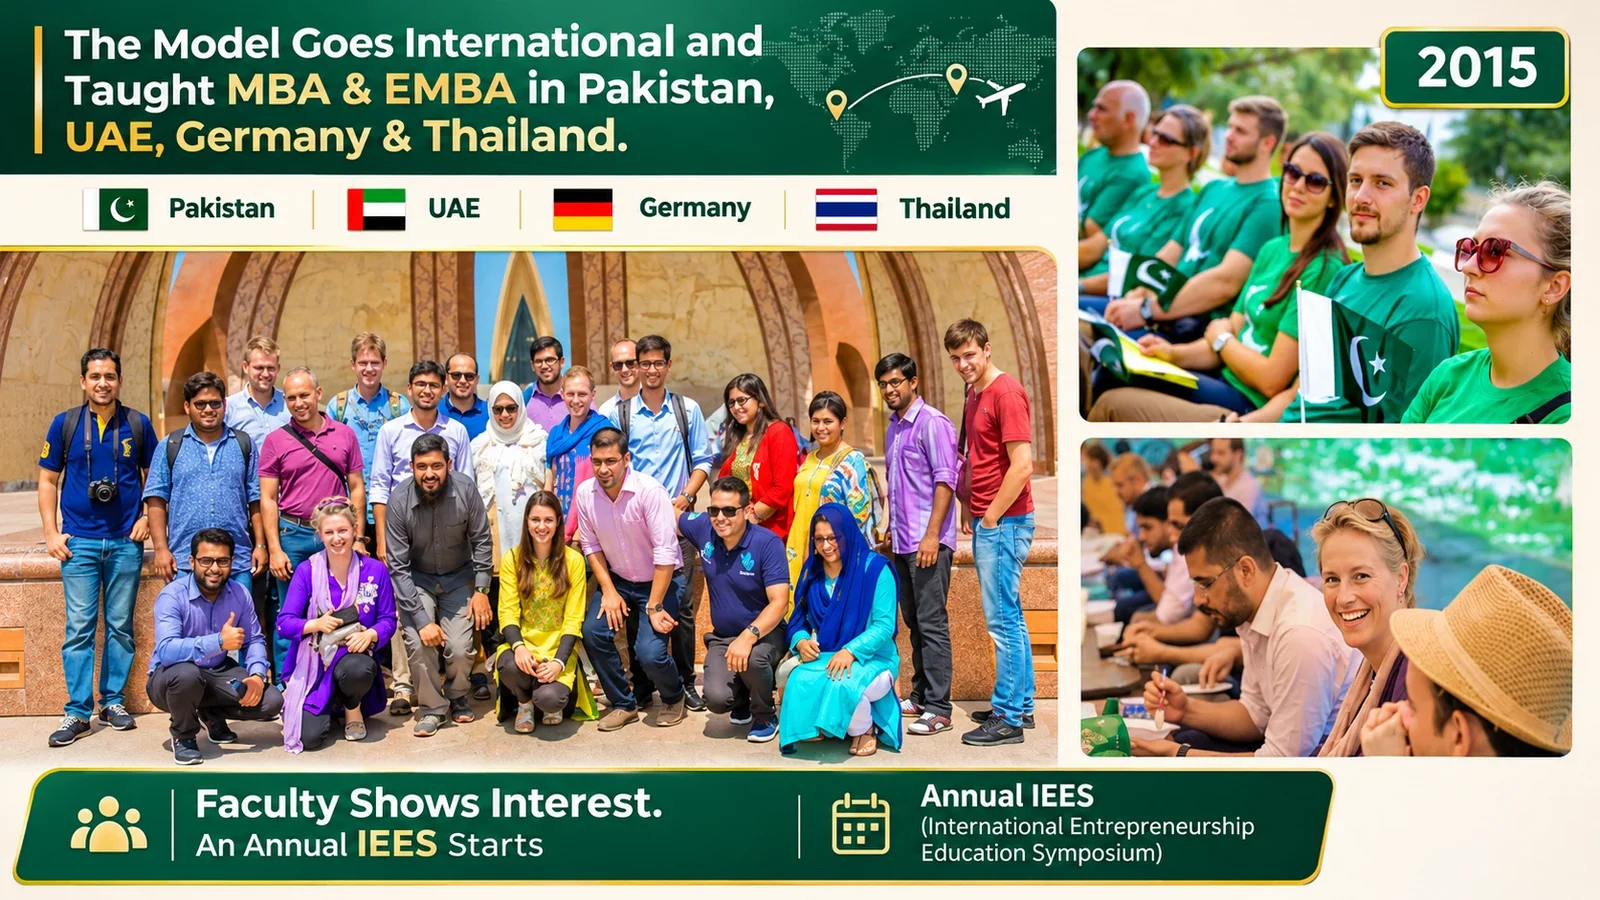 The Model Goes International and
Taught MBA & EMBA in Pakistan,
UAE, Germany & Thailand.
2015
Pakistan
UAE
Germany
Thailand
Faculty Shows Interest.
An Annual IEES Starts
Annual IEES
(International Entrepreneurship
Education Symposium)